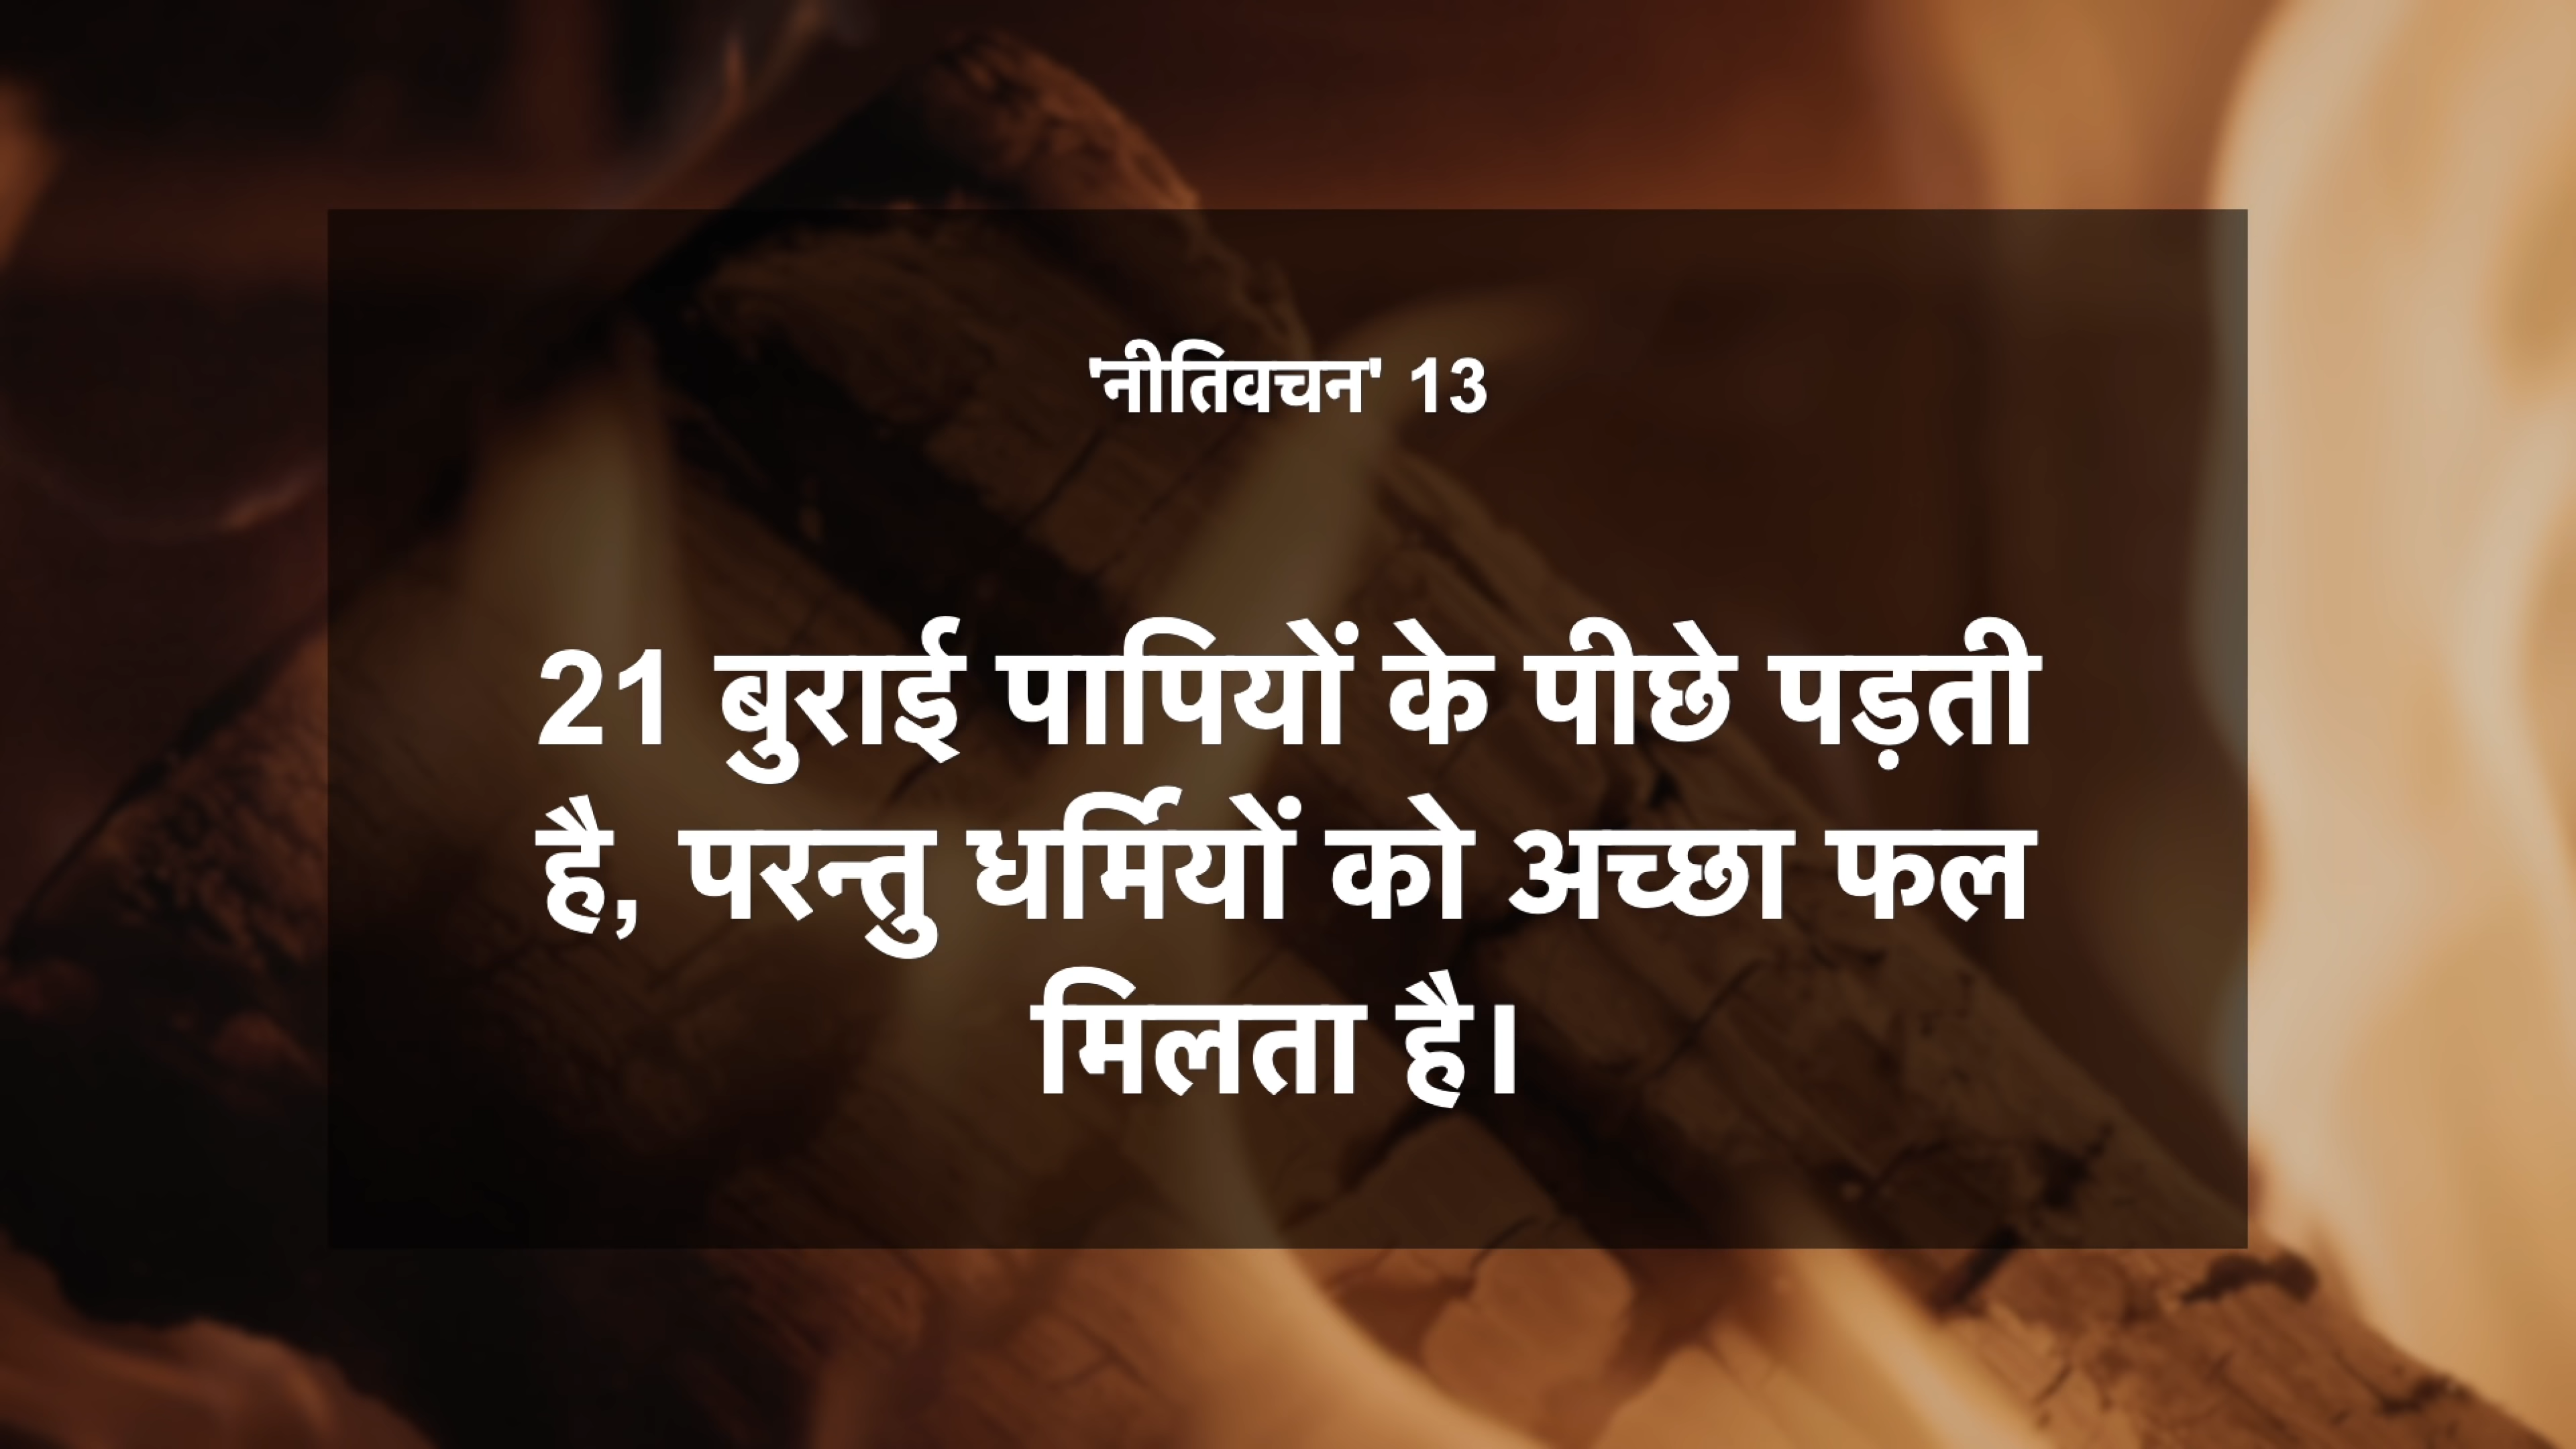 'नीतिवचन' 13
21 बुराई पापियों के पीछे पड़ती
है, परन्तु धर्मियों को अच्छा फल
मिलता है।